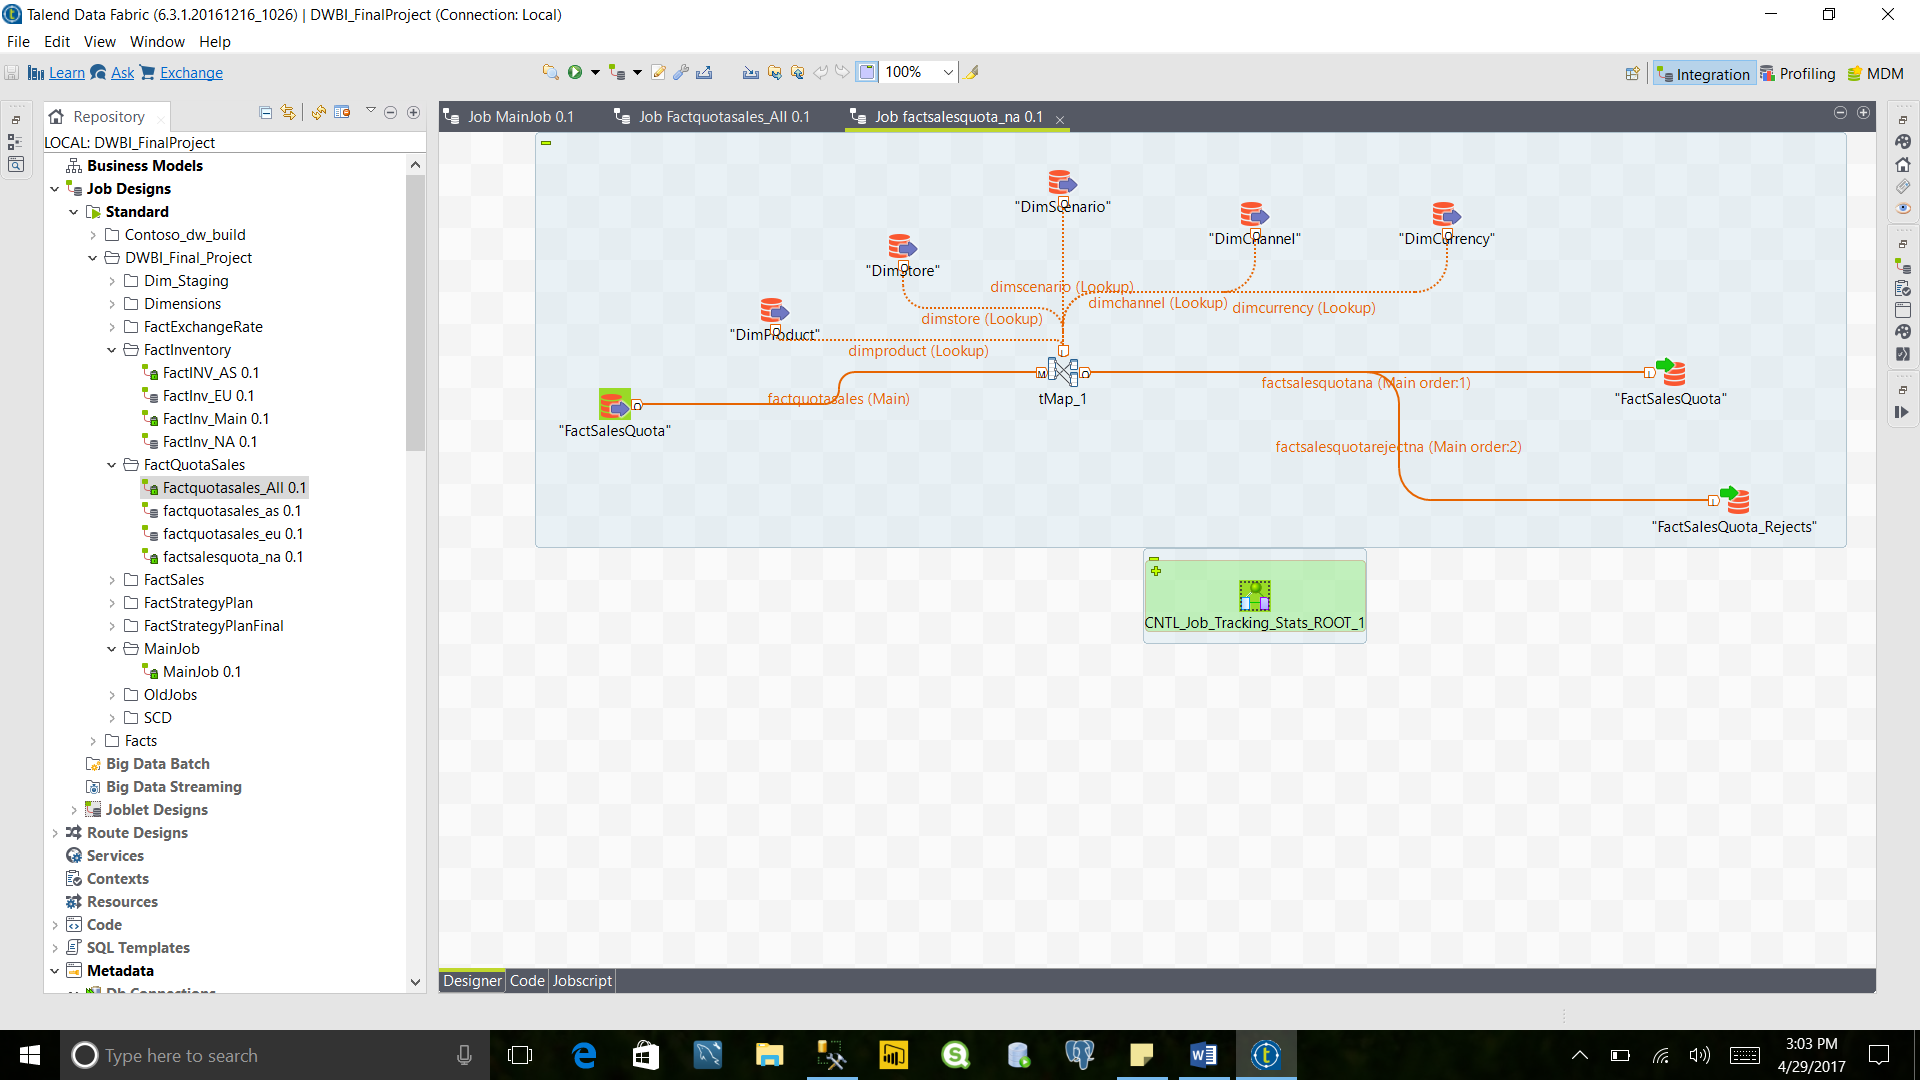 Talend Data Fabric (6.3.1.20161216_1026) | DWBI_FinalProject (Connection: Local)
File Edit View Window Help
Learn Ask Exchange
100%
Integration Profiling MDM
Repository
LOCAL: DWBI_FinalProject
Business Models
Job Designs
Standard
Contoso_dw_build
DWBI_Final_Project
Dim_Staging
Dimensions
FactExchangeRate
FactInventory
FactINV_AS 0.1
FactInv_EU 0.1
FactInv_Main 0.1
FactInv_NA 0.1
FactQuotaSales
Factquotasales_All 0.1
factquotasales_as 0.1
factquotasales_eu 0.1
factsalesquota_na 0.1
FactSales
FactStrategyPlan
FactStrategyPlanFinal
MainJob
MainJob 0.1
OldJobs
SCD
Facts
Big Data Batch
Big Data Streaming
Joblet Designs
Route Designs
Services
Contexts
Resources
Code
SQL Templates
Metadata
Db Connections
Job MainJob 0.1
Job Factquotasales_All 0.1
Job factsalesquota_na 0.1
"DimScenario"
"DimChannel"
"DimCurrency"
"DimStore"
dimscenario (Lookup)
dimchannel (Lookup)
dimcurrency (Lookup)
dimstore (Lookup)
"DimProduct"
dimproduct (Lookup)
factquotasales (Main)
tMap_1
factsalesquotana (Main order:1)
"FactSalesQuota"
"FactSalesQuota"
factsalesquotarejectna (Main order:2)
"FactSalesQuota_Rejects"
CNTL_Job_Tracking_Stats_ROOT_1
Designer Code Jobscript
Type here to search
3:03 PM
4/29/2017